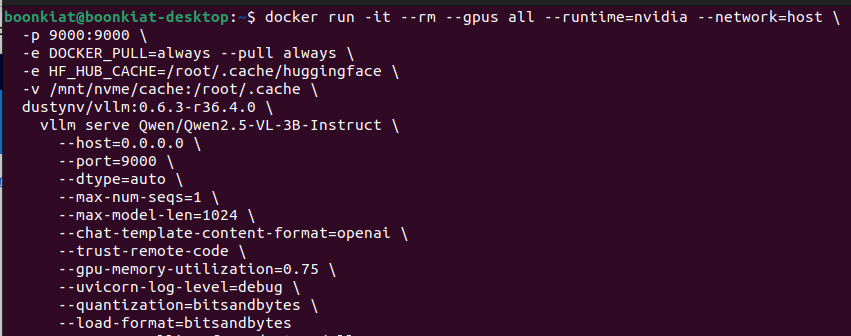 boonkiat@boonkiat-desktop:~$ docker run -it --rm --gpus all --runtime=nvidia --network=host \
-p 9000:9000 \
-e DOCKER_PULL=always --pull always \
-e HF_HUB_CACHE=/root/.cache/huggingface \
-v /mnt/nvme/cache:/root/.cache \
dustynv/vllm:0.6.3-r36.4.0 \
vllm serve Qwen/Qwen2.5-VL-3B-Instruct \
--host=0.0.0.0 \
--port=9000 \
--dtype=auto \
--max-num-seqs=1 \
--max-model-len=1024 \
--chat-template-content-format=openai \
--trust-remote-code \
--gpu-memory-utilization=0.75 \
--uvicorn-log-level=debug \
--quantization=bitsandbytes \
--load-format=bitsandbytes